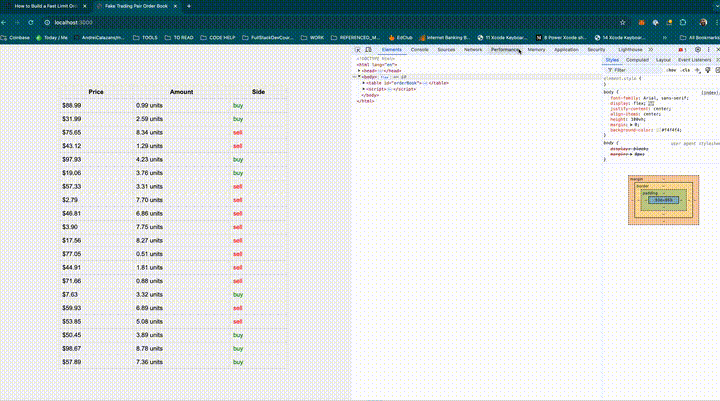 How to Build a Fast Limit Or
Fake Trading Pair Order Book
localhost:3000
Coinbase
Today / Me
AndreiCalazans/...
TOOLS
TO READ
CODE HELP
FullStackDevCour...
WORK
REFERENCED_M...
EdClub
Internet Banking B...
11 Xcode Keyboar...
8 Power Xcode sh...
14 Xcode Keyboar...
All Bookmarks
Elements Console Sources Network Performance Memory Application Security Lighthouse
<!DOCTYPE html>
<html lang="en">
<head>
</head>
<body>
flex
<table id="orderBook">
</table>
<script>
</script>
</body>
</html>
Styles Computed Layout Event Listeners
Filter
:hov .cls
element.style {
}
body {
font-family: Arial, sans-serif;
display: flex;
justify-content: center;
align-items: center;
height: 100vh;
margin: 0;
background-color: #f4f4f4;
}
body {
user agent stylesheet
display: block;
margin: 8px;
}
margin
border
padding
Price Amount Side
$88.99 0.99 units buy
$31.99 2.59 units buy
$75.65 8.34 units sell
$43.12 1.29 units sell
$97.93 4.23 units buy
$19.06 3.76 units buy
$57.33 3.31 units sell
$2.79 7.70 units sell
$46.81 6.86 units sell
$3.90 7.75 units sell
$17.56 8.27 units sell
$77.05 0.51 units sell
$44.91 1.81 units sell
$71.66 0.88 units sell
$7.63 3.32 units buy
$59.93 6.89 units sell
$53.85 5.08 units sell
$50.45 3.89 units buy
$98.67 8.78 units buy
$57.89 7.36 units buy